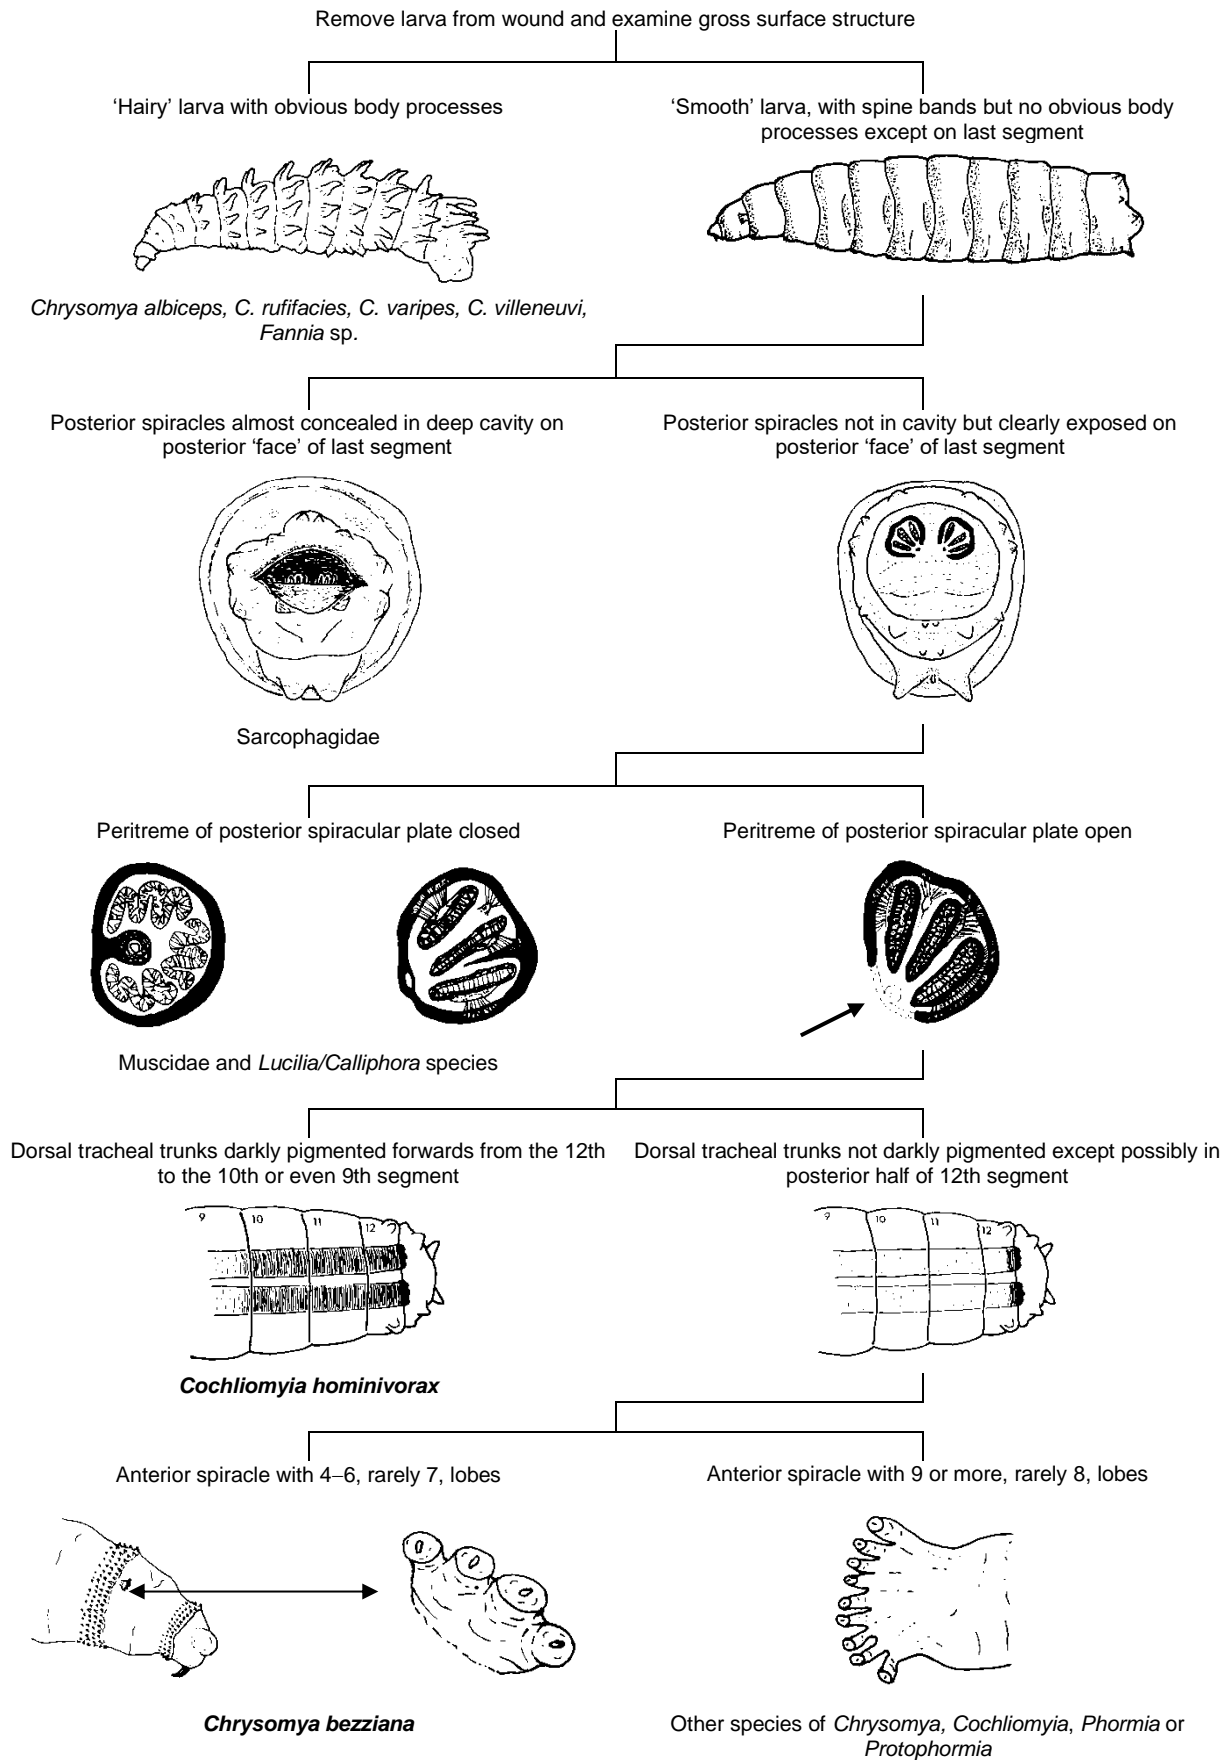 Remove larva from wound and examine gross surface structure
‘Hairy’ larva with obvious body processes
‘Smooth’ larva, with spine bands but no obvious body
processes except on last segment
Chrysomya albiceps, C. rufifacies, C. varipes, C. villeneuvi,
Fannia sp.
Posterior spiracles almost concealed in deep cavity on
posterior ‘face’ of last segment
Posterior spiracles not in cavity but clearly exposed on
posterior ‘face’ of last segment
Sarcophagidae
Peritreme of posterior spiracular plate closed
Peritreme of posterior spiracular plate open
Muscidae and Lucilia/Calliphora species
Dorsal tracheal trunks darkly pigmented forwards from the 12th
to the 10th or even 9th segment
Dorsal tracheal trunks not darkly pigmented except possibly in
posterior half of 12th segment
9 10 11 12
9 10 11 12
Cochliomyia hominivorax
Anterior spiracle with 4–6, rarely 7, lobes
Anterior spiracle with 9 or more, rarely 8, lobes
Chrysomya bezziana
Other species of Chrysomya, Cochliomyia, Phormia or
Protophormia